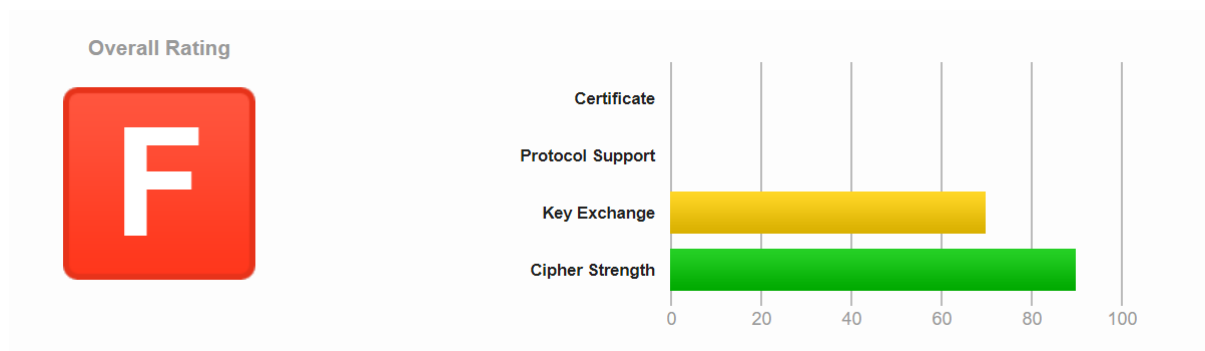 Overall Rating
F
Certificate
Protocol Support
Key Exchange
Cipher Strength
0 20 40 60 80 100